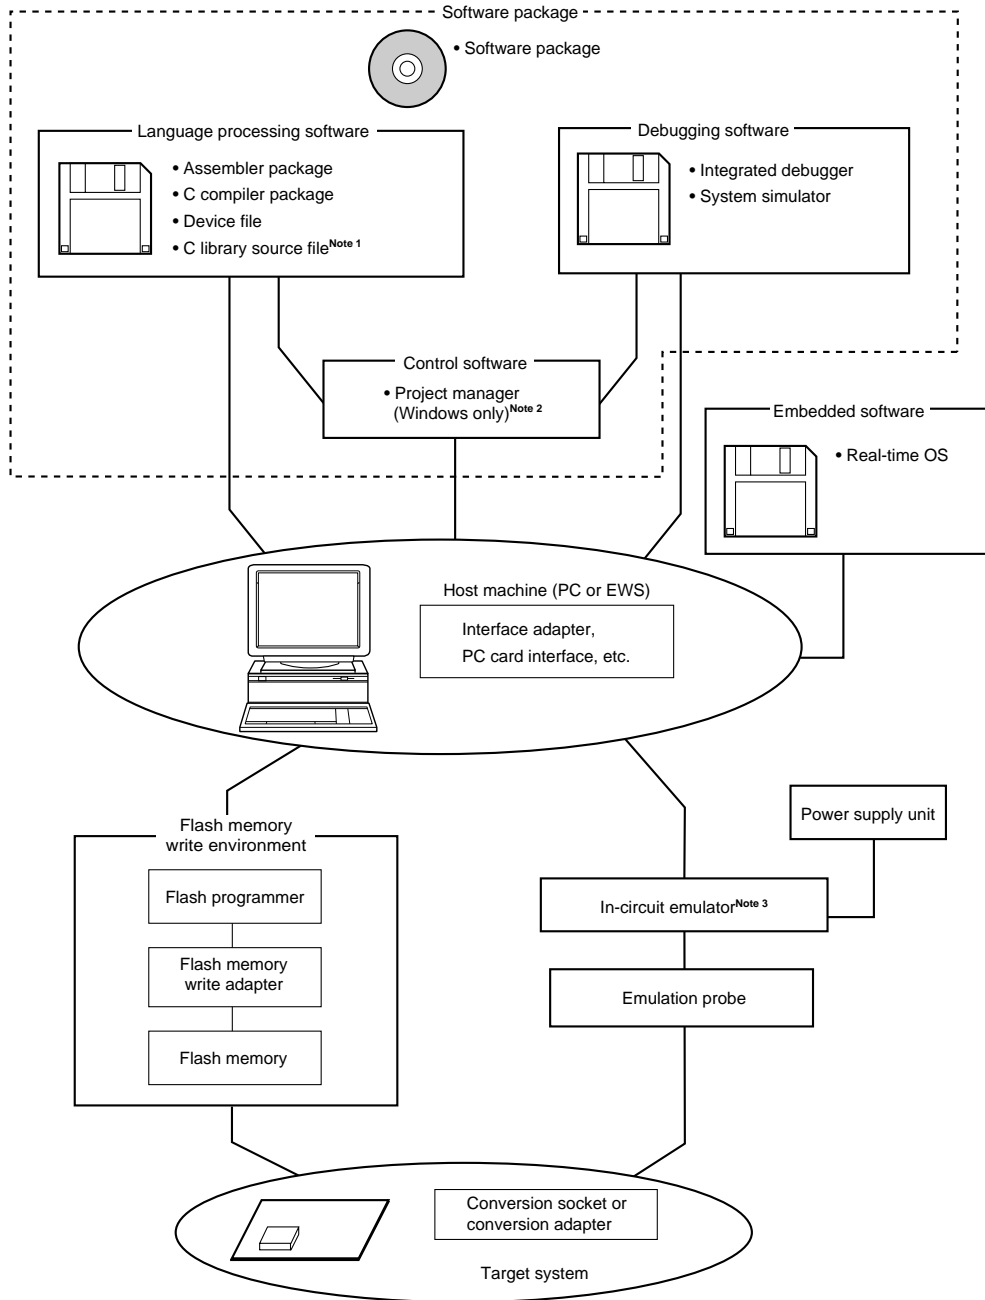 Software package
• Software package
Language processing software
• Assembler package
• C compiler package
• Device file
• C library source fileNote 1
Debugging software
• Integrated debugger
• System simulator
Control software
• Project manager
(Windows only)Note 2
Embedded software
• Real-time OS
Host machine (PC or EWS)
Interface adapter,
PC card interface, etc.
Flash memory
write environment
Flash programmer
Flash memory
write adapter
Flash memory
Power supply unit
In-circuit emulatorNote 3
Emulation probe
Conversion socket or
conversion adapter
Target system